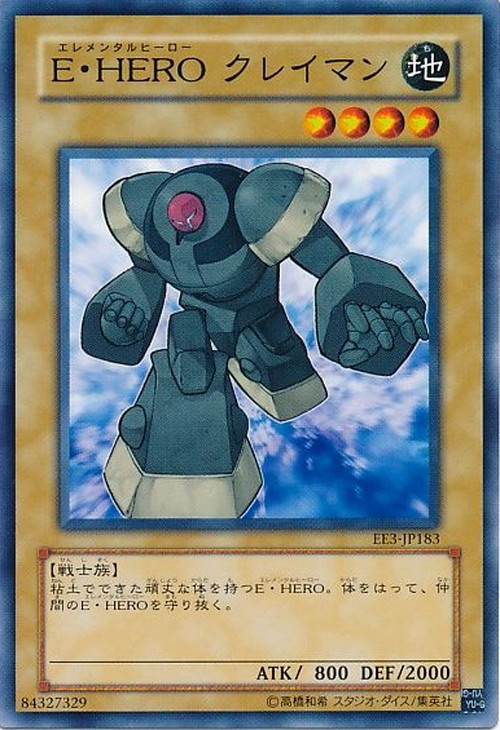 エレメンタルヒーロー
E・HERO クレイマン
地
EE3-JP183
【戦士族】
粘土でできた頑丈な体を持つE・HERO。体をはって、仲
間のE・HEROを守り抜く。
ATK/ 800 DEF/2000
84327329
©高橋和希 スタジオ・ダイス/集英社